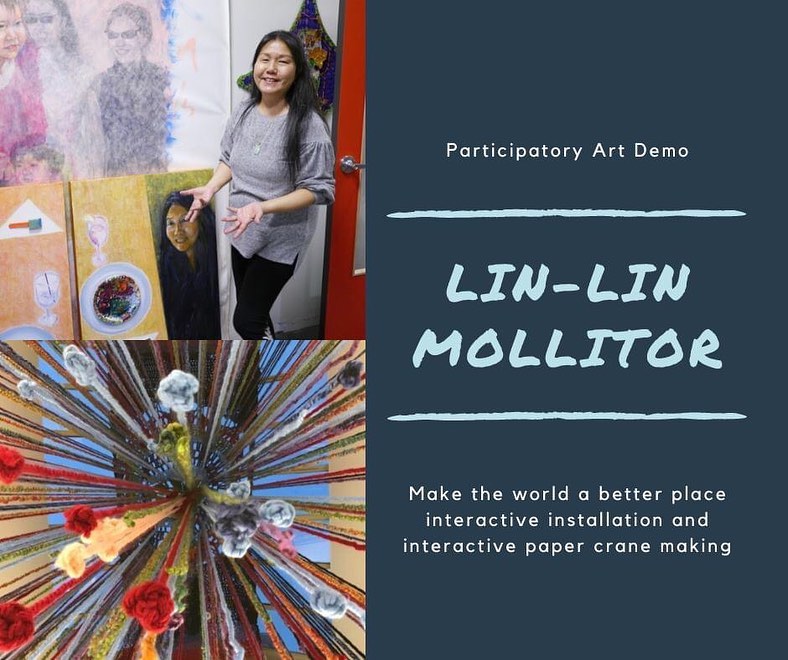 Participatory Art Demo
LIN-LIN
MOLLITOR
Make the world a better place
interactive installation and
interactive paper crane making